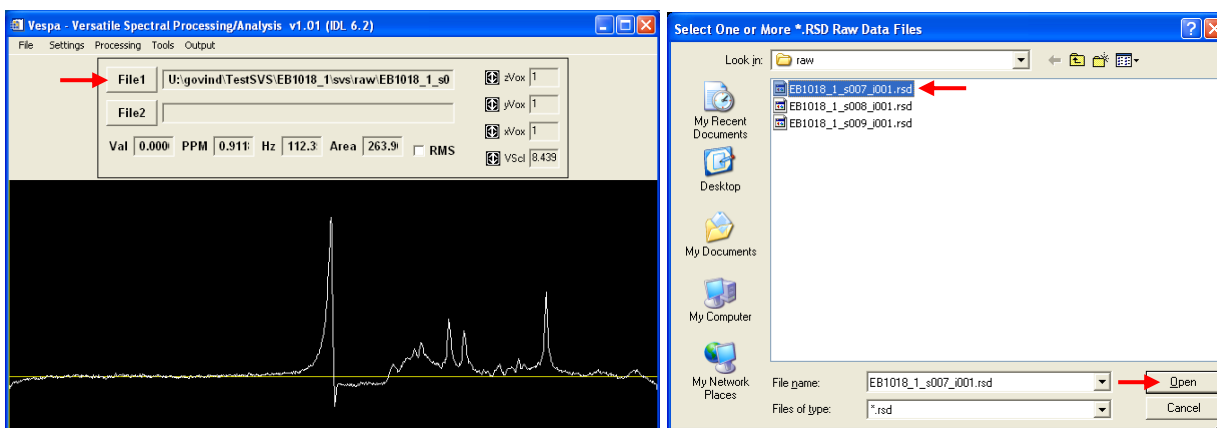 Vespa - Versatile Spectral Processing/Analysis v1.01 (IDL 6.2)
File Settings Processing Tools Output
File1 U:\govind\TestSVS\EB1018_1\svs\raw\EB1018_1_s0
zVox 1
File2
yVox 1
xVox 1
Val 0.000 PPM 0.911 Hz 112.3 Area 263.9 RMS
VScl 8.439
Select One or More *.RSD Raw Data Files
Look in: raw
EB1018_1_s007_i001.rsd
EB1018_1_s008_i001.rsd
EB1018_1_s009_i001.rsd
My Recent
Documents
Desktop
My Documents
My Computer
My Network
Places
File name: EB1018_1_s007_i001.rsd Open
Files of type: *.rsd Cancel